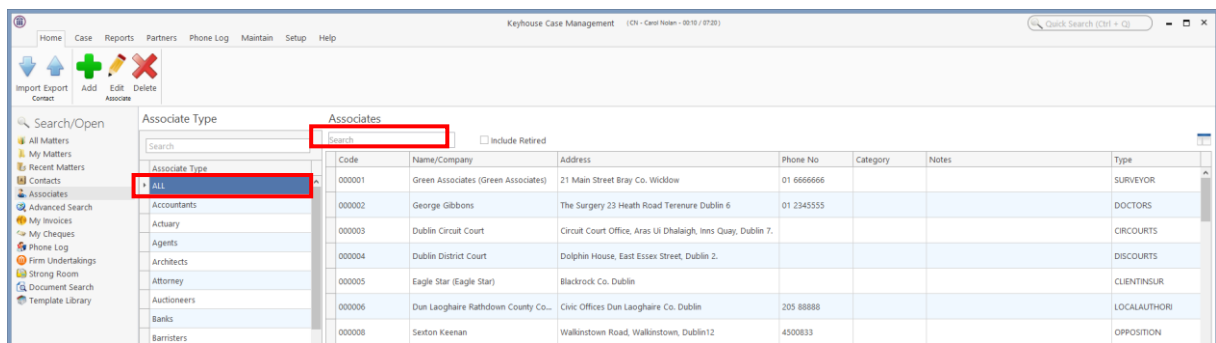 Keyhouse Case Management (CN - Carol Nolan - 00:10 / 07:20)
Quick Search (Ctrl + Q)
Home Case Reports Partners Phone Log Maintain Setup Help
Import Export Add Edit Delete
Contact Associate
Search/Open
All Matters
My Matters
Recent Matters
Contacts
Associates
Advanced Search
My Invoices
My Cheques
Phone Log
Firm Undertakings
Strong Room
Document Search
Template Library
Associate Type
Search
Associate Type
ALL
Accountants
Actuary
Agents
Architects
Attorney
Auctioneers
Banks
Barristers
Associates
Search Include Retired
Code Name/Company Address Phone No Category Notes Type
000001 Green Associates (Green Associates) 21 Main Street Bray Co. Wicklow 01 6666666 SURVEYOR
000002 George Gibbons The Surgery 23 Heath Road Terenure Dublin 6 01 2345555 DOCTORS
000003 Dublin Circuit Court Circuit Court Office, Aras Ui Dhalaigh, Inns Quay, Dublin 7. CIRCOURTS
000004 Dublin District Court Dolphin House, East Essex Street, Dublin 2. DISCOURTS
000005 Eagle Star (Eagle Star) Blackrock Co. Dublin CLIENTINSUR
000006 Dun Laoghaire Rathdown County Co... Civic Offices Dun Laoghaire Co. Dublin 205 88888 LOCALAUTHORI
000008 Sexton Keenan Walkinstown Road, Walkinstown, Dublin12 4500833 OPPOSITION